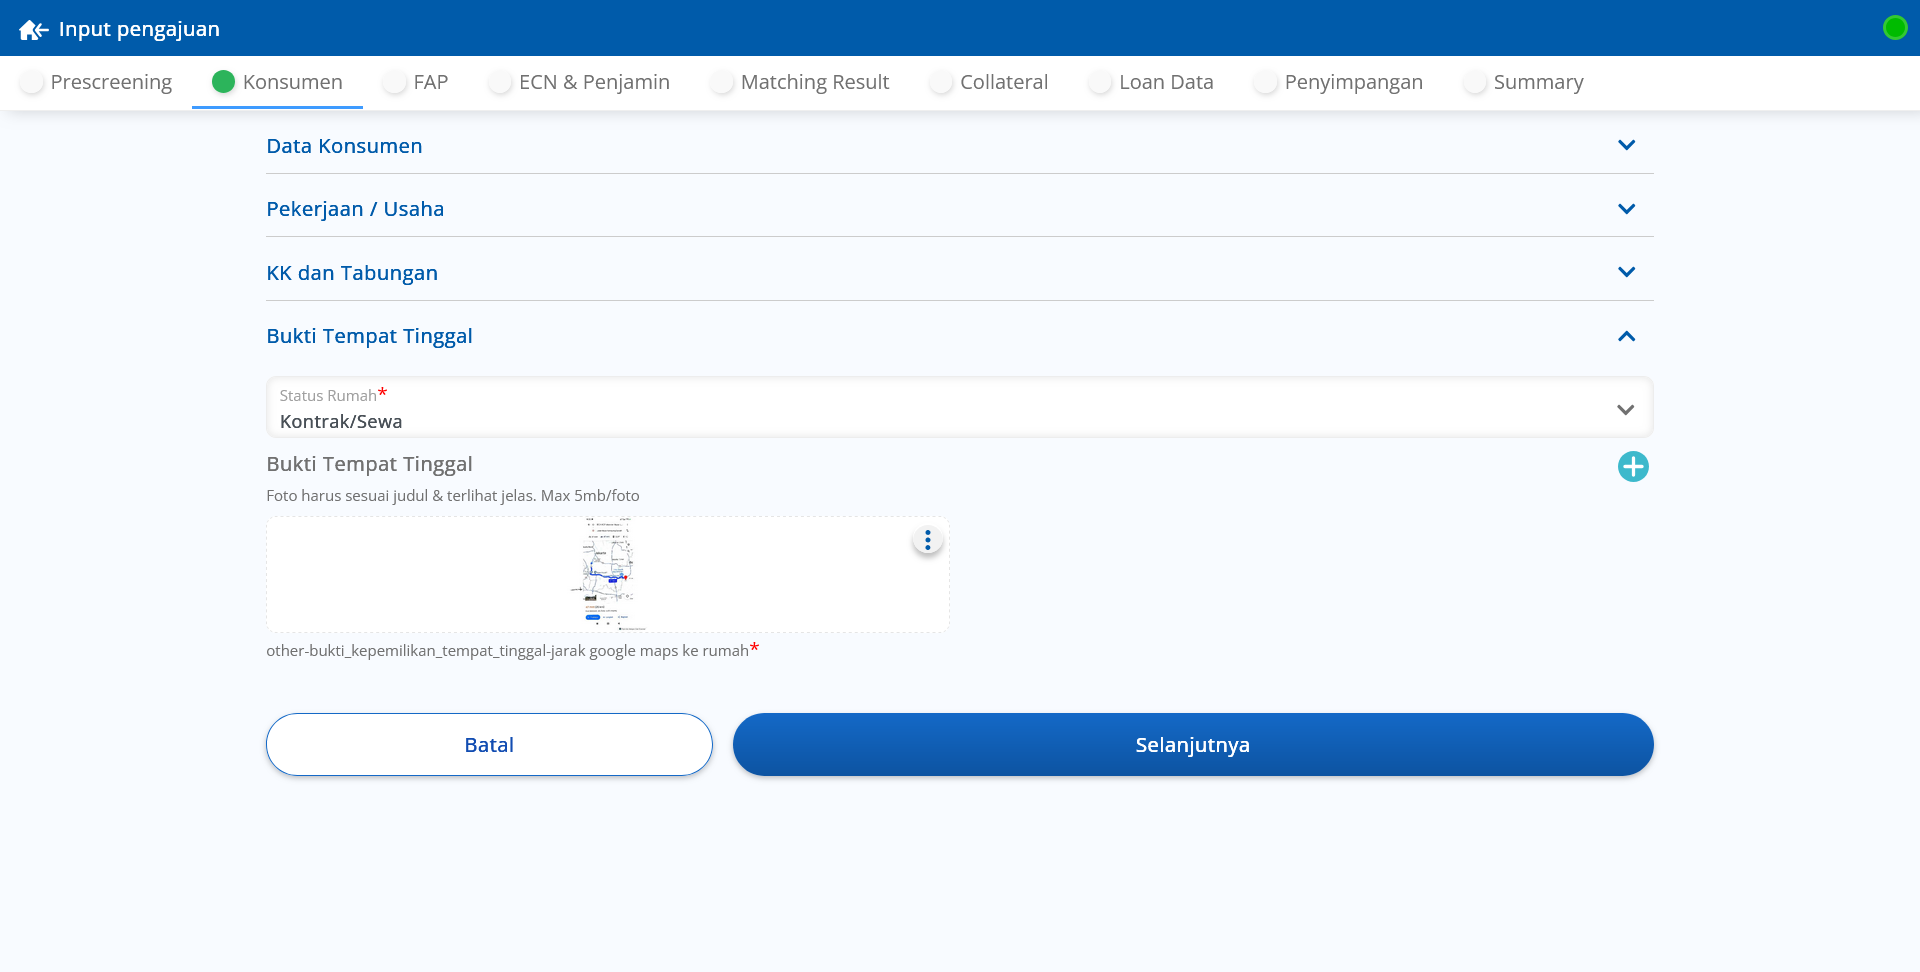 Input pengajuan
Prescreening
Konsumen
FAP
ECN & Penjamin
Matching Result
Collateral
Loan Data
Penyimpangan
Summary
Data Konsumen
Pekerjaan / Usaha
KK dan Tabungan
Bukti Tempat Tinggal
Status Rumah*
Kontrak/Sewa
Bukti Tempat Tinggal
Foto harus sesuai judul & terlihat jelas. Max 5mb/foto
other-bukti_kepemilikan_tempat_tinggal-jarak google maps ke rumah*
Batal
Selanjutnya